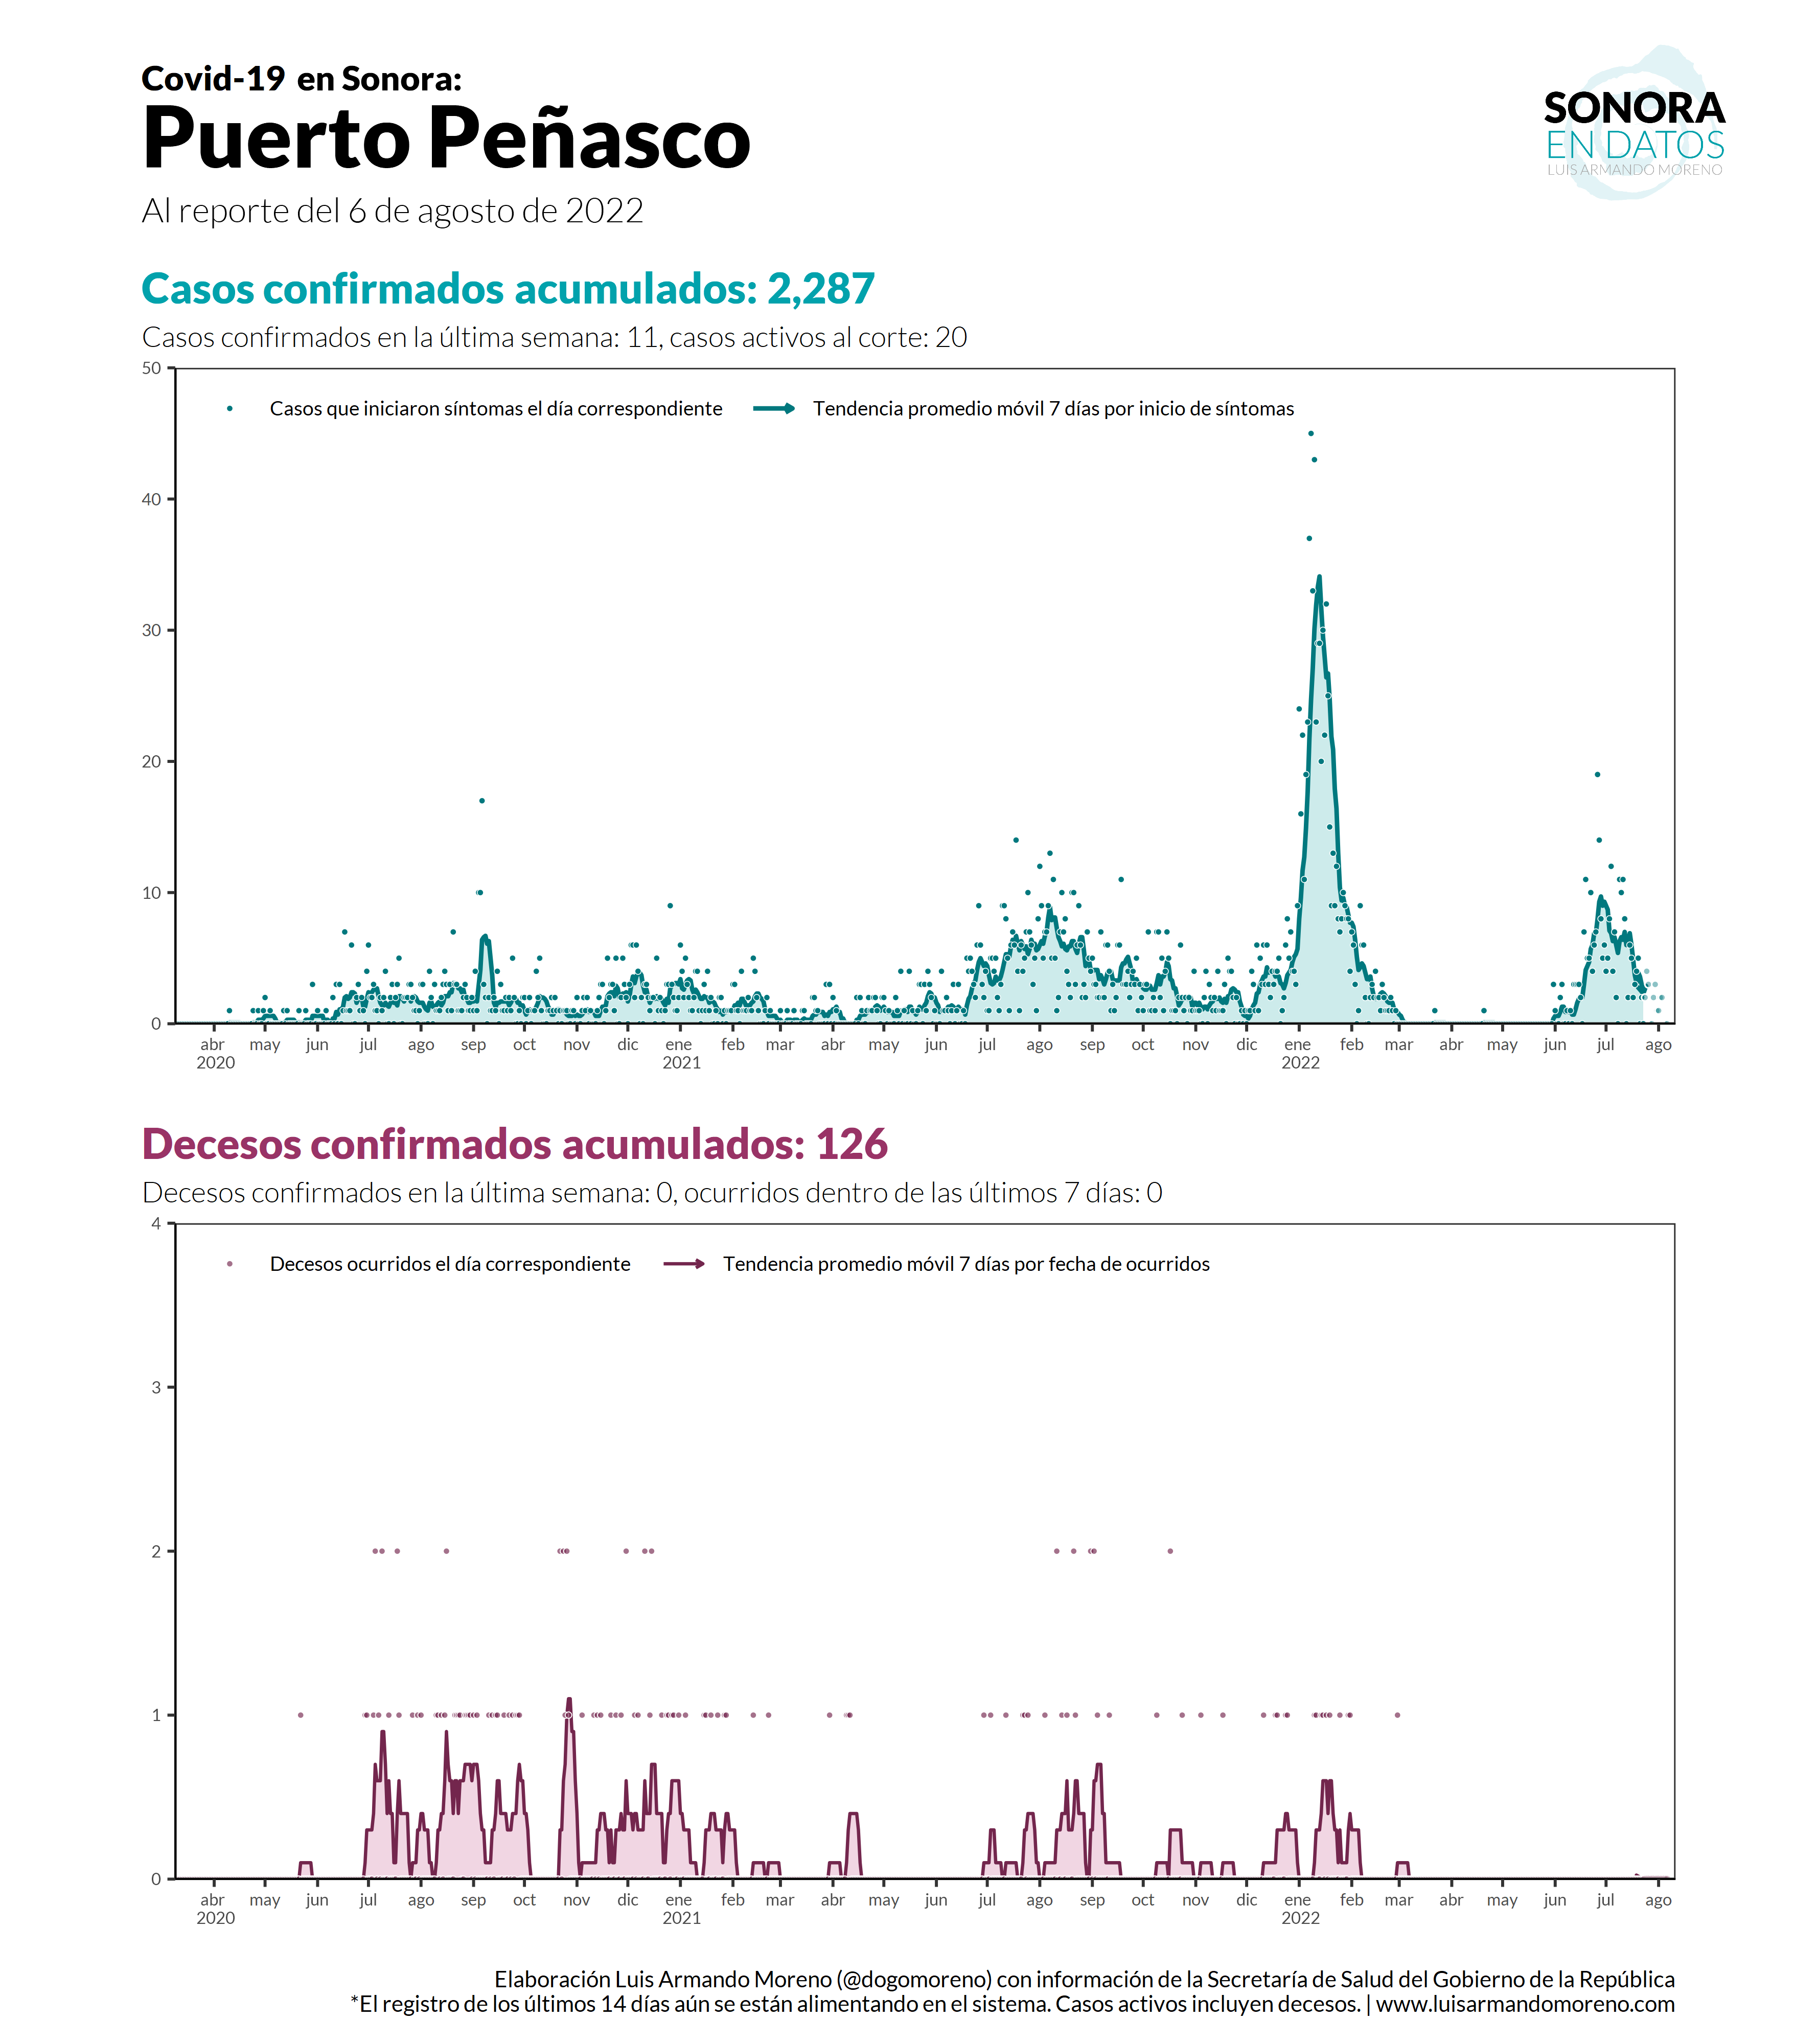 Covid-19 en Sonora:
Puerto Peñasco
Al reporte del 6 de agosto de 2022
SONORA
EN DATOS
LUIS ARMANDO MORENO
Casos confirmados acumulados: 2,287
Casos confirmados en la última semana: 11, casos activos al corte: 20
50
Casos que iniciaron síntomas el día correspondiente
Tendencia promedio móvil 7 días por inicio de síntomas
40
30
20
10
0
abr may jun jul ago sep oct nov dic ene feb mar abr may jun jul ago sep oct nov dic ene feb mar abr may jun jul ago
2020 2021 2022
Decesos confirmados acumulados: 126
Decesos confirmados en la última semana: 0, ocurridos dentro de las últimos 7 días: 0
4
Decesos ocurridos el día correspondiente
Tendencia promedio móvil 7 días por fecha de ocurridos
3
2
1
0
abr may jun jul ago sep oct nov dic ene feb mar abr may jun jul ago sep oct nov dic ene feb mar abr may jun jul ago
2020 2021 2022
Elaboración Luis Armando Moreno (@dogomoreno) con información de la Secretaría de Salud del Gobierno de la República
*El registro de los últimos 14 días aún se están alimentando en el sistema. Casos activos incluyen decesos. | www.luisarmandomoreno.com